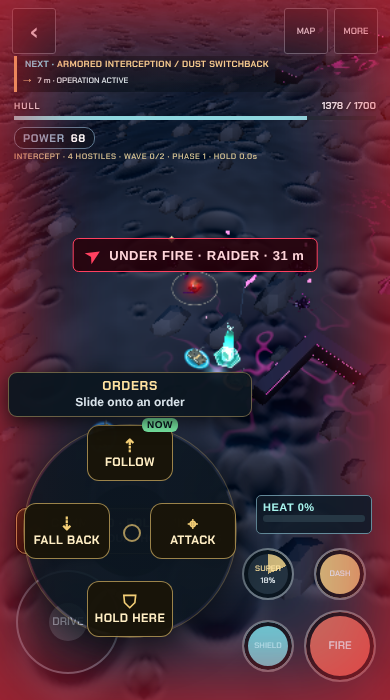 ‹
MAP
MORE
NEXT · ARMORED INTERCEPTION / DUST SWITCHBACK
→ 7 m · OPERATION ACTIVE
HULL 1378 / 1700
POWER 68
INTERCEPT · 4 HOSTILES · WAVE 0/2 · PHASE 1 · HOLD 0.0s
UNDER FIRE · RAIDER · 31 m
ORDERS
Slide onto an order
NOW
FOLLOW
FALL BACK
ATTACK
HOLD HERE
HEAT 0%
SUPER
18%
DASH
DRIVE
SHIELD
FIRE